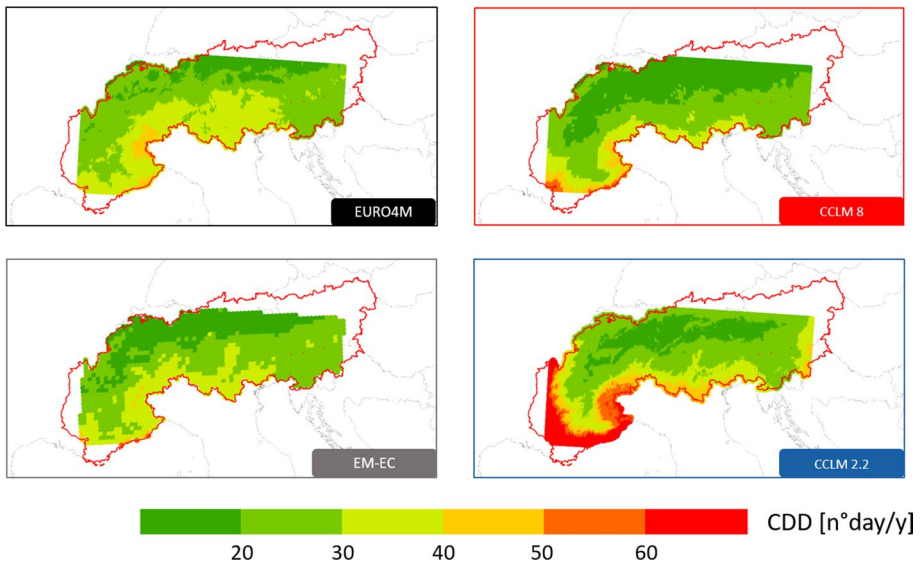 EURO4M
CCLM 8
EM-EC
CCLM 2.2
CDD [n°day/y]
20 30 40 50 60